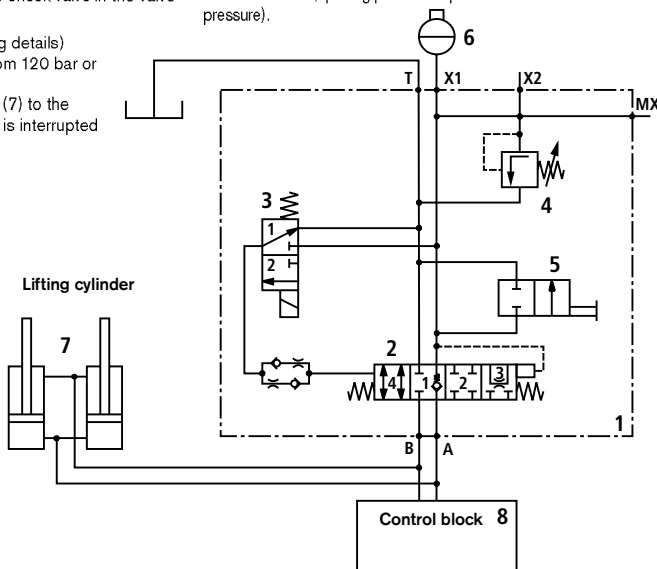 pressure).
g details)
om 120 bar or
(7) to the
is interrupted
6
T
X1
X2
MX
3
1
2
4
5
Lifting cylinder
7
2
4
1
2
3
1
B
A
Control block 8